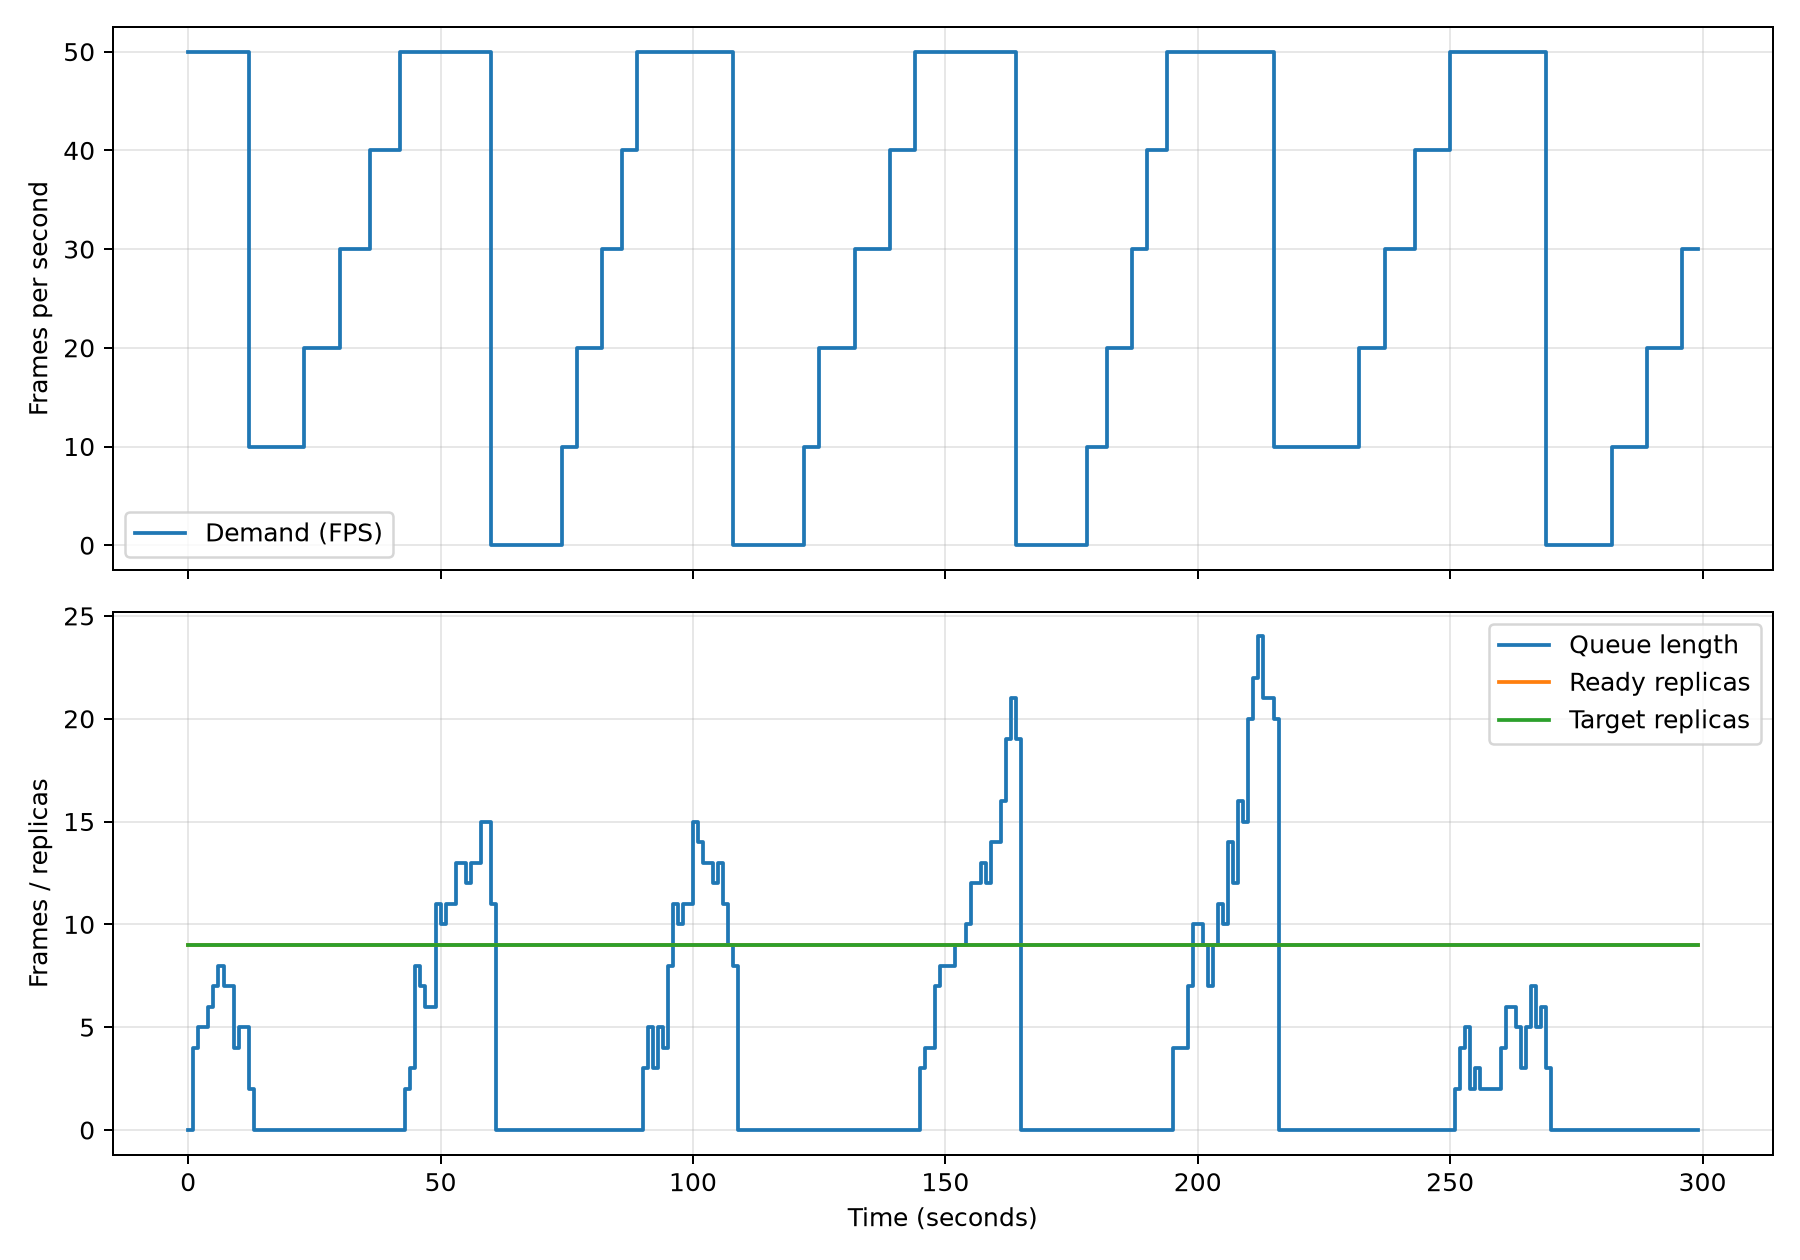 50
40
30
20
10
0
Frames per second
Demand (FPS)
25
20
15
10
5
0
Frames / replicas
Queue length
Ready replicas
Target replicas
0 50 100 150 200 250 300
Time (seconds)